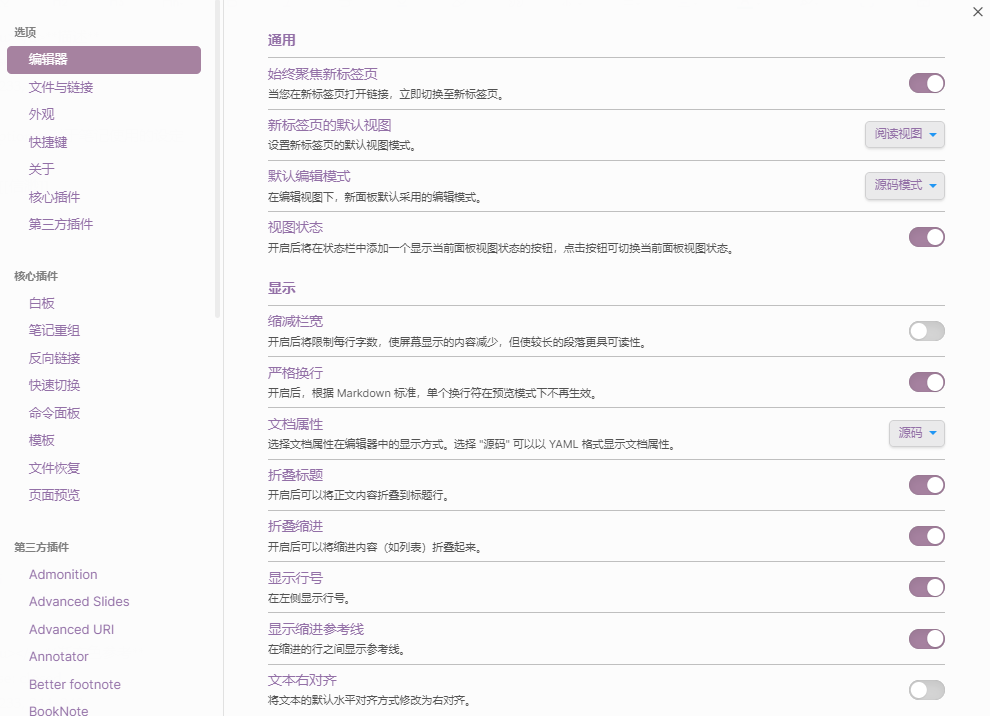 选项
编辑器
文件与链接
外观
快捷键
关于
核心插件
第三方插件
核心插件
白板
笔记重组
反向链接
快速切换
命令面板
模板
文件恢复
页面预览
第三方插件
Admonition
Advanced Slides
Advanced URI
Annotator
Better footnote
BookNote
通用
始终聚焦新标签页
当您在新标签页打开链接，立即切换至新标签页。
新标签页的默认视图
设置新标签页的默认视图模式。
阅读视图
默认编辑模式
在编辑视图下，新面板默认采用的编辑模式。
源码模式
视图状态
开启后将在状态栏中添加一个显示当前面板视图状态的按钮，点击按钮可切换当前面板视图状态。
显示
缩减栏宽
开启后将限制每行字数，使屏幕显示的内容减少，但使较长的段落更具可读性。
严格换行
开启后，根据 Markdown 标准，单个换行符在预览模式下不再生效。
文档属性
选择文档属性在编辑器中的显示方式。选择 "源码" 可以以 YAML 格式显示文档属性。
源码
折叠标题
开启后可以将正文内容折叠到标题行。
折叠缩进
开启后可以将缩进内容（如列表）折叠起来。
显示行号
在左侧显示行号。
显示缩进参考线
在缩进的行之间显示参考线。
文本右对齐
将文本的默认水平对齐方式修改为右对齐。